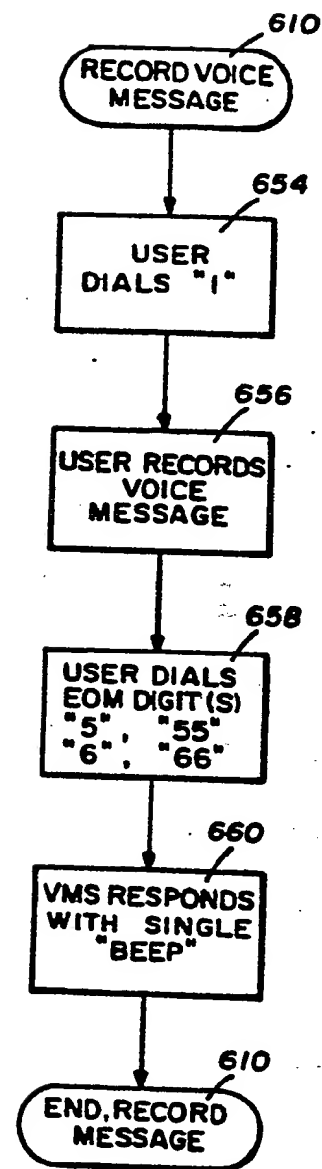 610
RECORD VOICE
MESSAGE
654
USER
DIALS "1"
656
USER RECORDS
VOICE
MESSAGE
658
USER DIALS
EOM DIGIT(S)
"5", "55"
"6", "66"
660
VMS RESPONDS
WITH SINGLE
"BEEP"
610
END, RECORD
MESSAGE